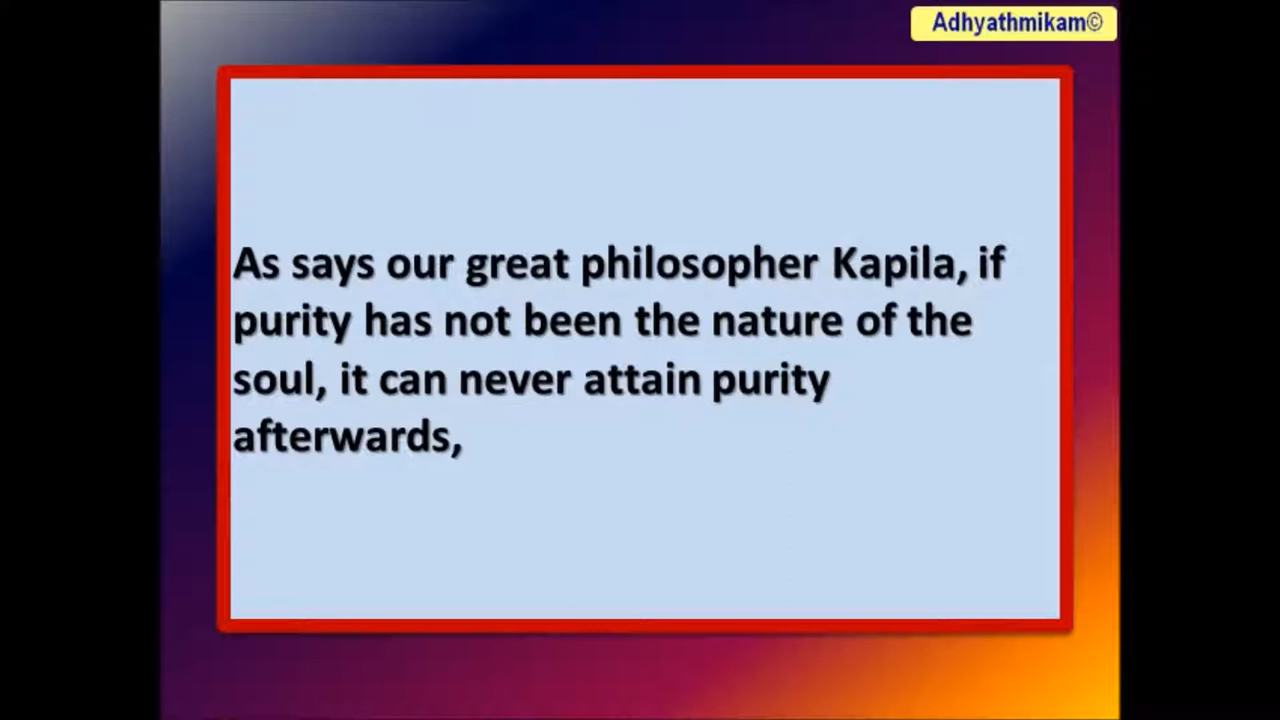 Adhyathmikam©
As says our great philosopher Kapila, if
purity has not been the nature of the
soul, it can never attain purity
afterwards,